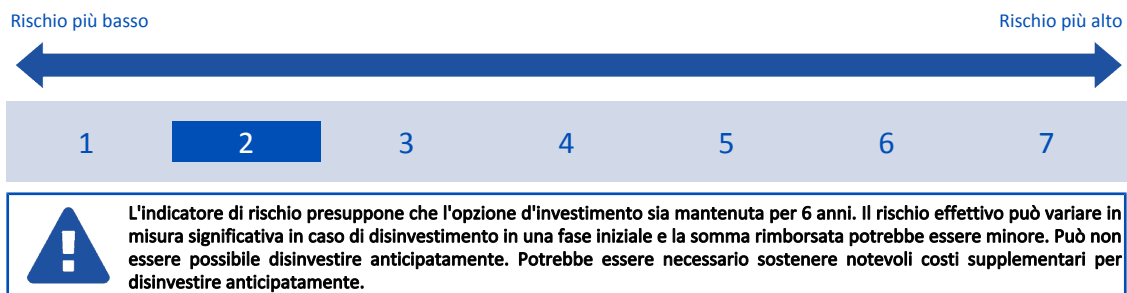 Rischio più basso Rischio più alto
1 2 3 4 5 6 7
L'indicatore di rischio presuppone che l'opzione d'investimento sia mantenuta per 6 anni. Il rischio effettivo può variare in
misura significativa in caso di disinvestimento in una fase iniziale e la somma rimborsata potrebbe essere minore. Può non
essere possibile disinvestire anticipatamente. Potrebbe essere necessario sostenere notevoli costi supplementari per
disinvestire anticipatamente.